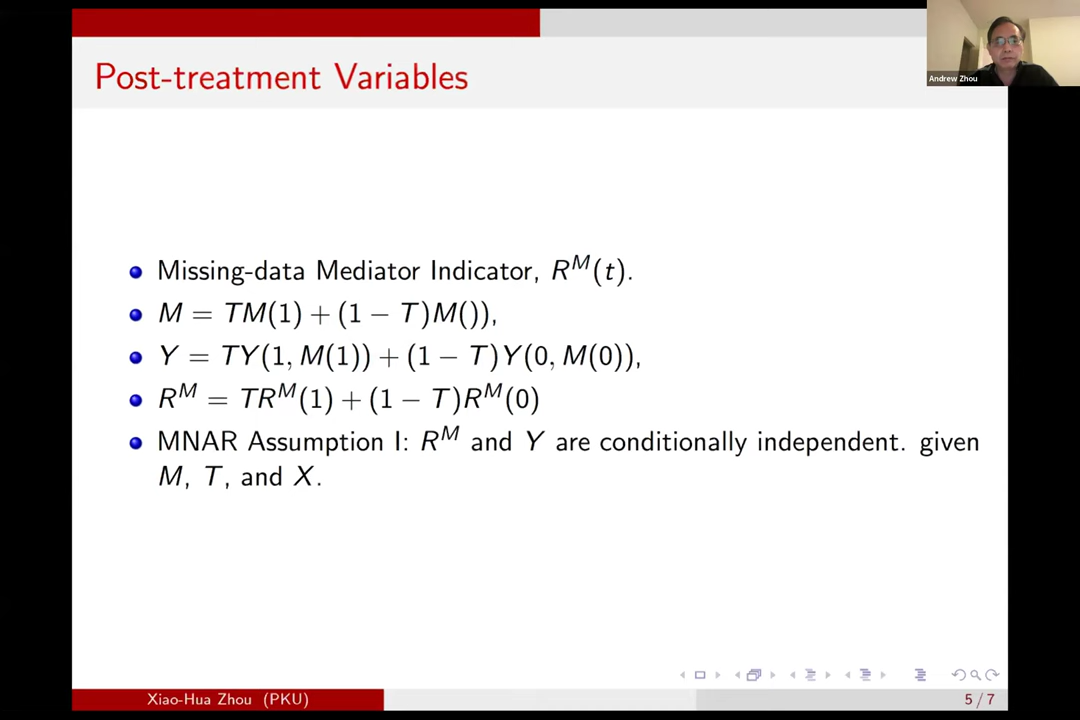 Post-treatment Variables
Andrew Zhou
Missing-data Mediator Indicator, R^M(t).
M = TM(1) + (1 − T)M()),
Y = TY(1, M(1)) + (1 − T)Y(0, M(0)),
R^M = TR^M(1) + (1 − T)R^M(0)
MNAR Assumption I: R^M and Y are conditionally independent. given
M, T, and X.
Xiao-Hua Zhou (PKU)
5 / 7